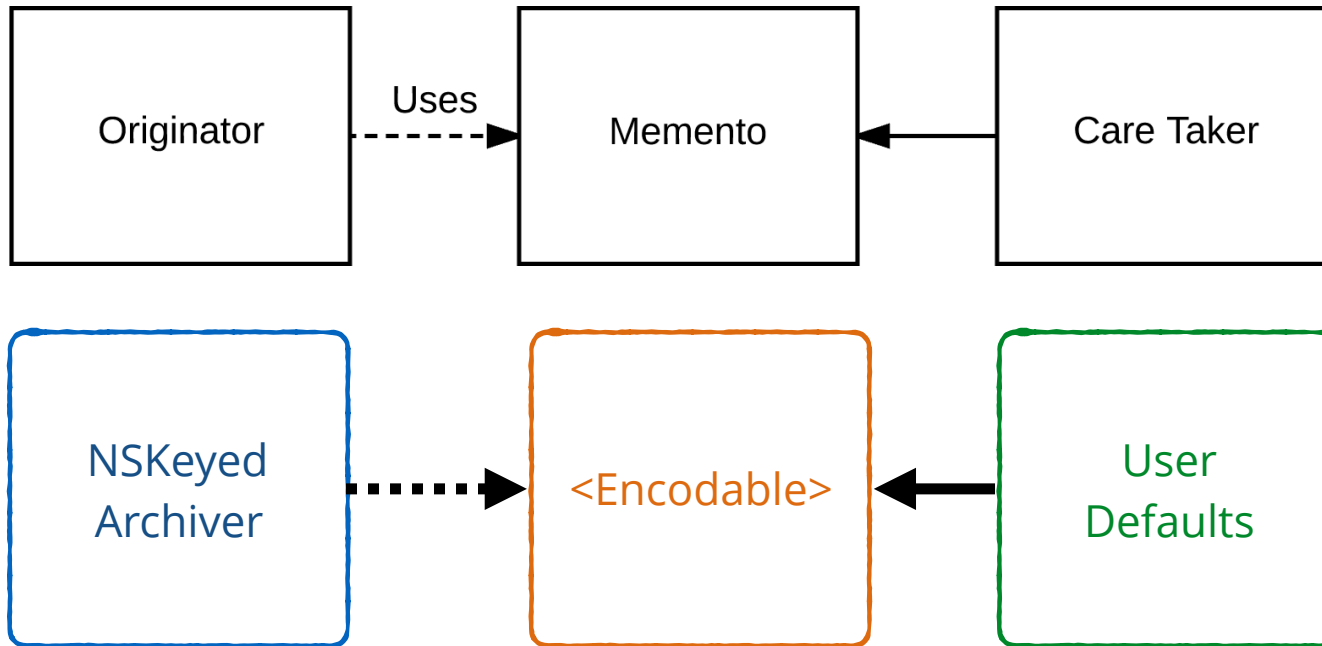 Uses
Originator
Memento
Care Taker
NSKeyed
Archiver
<Encodable>
User
Defaults